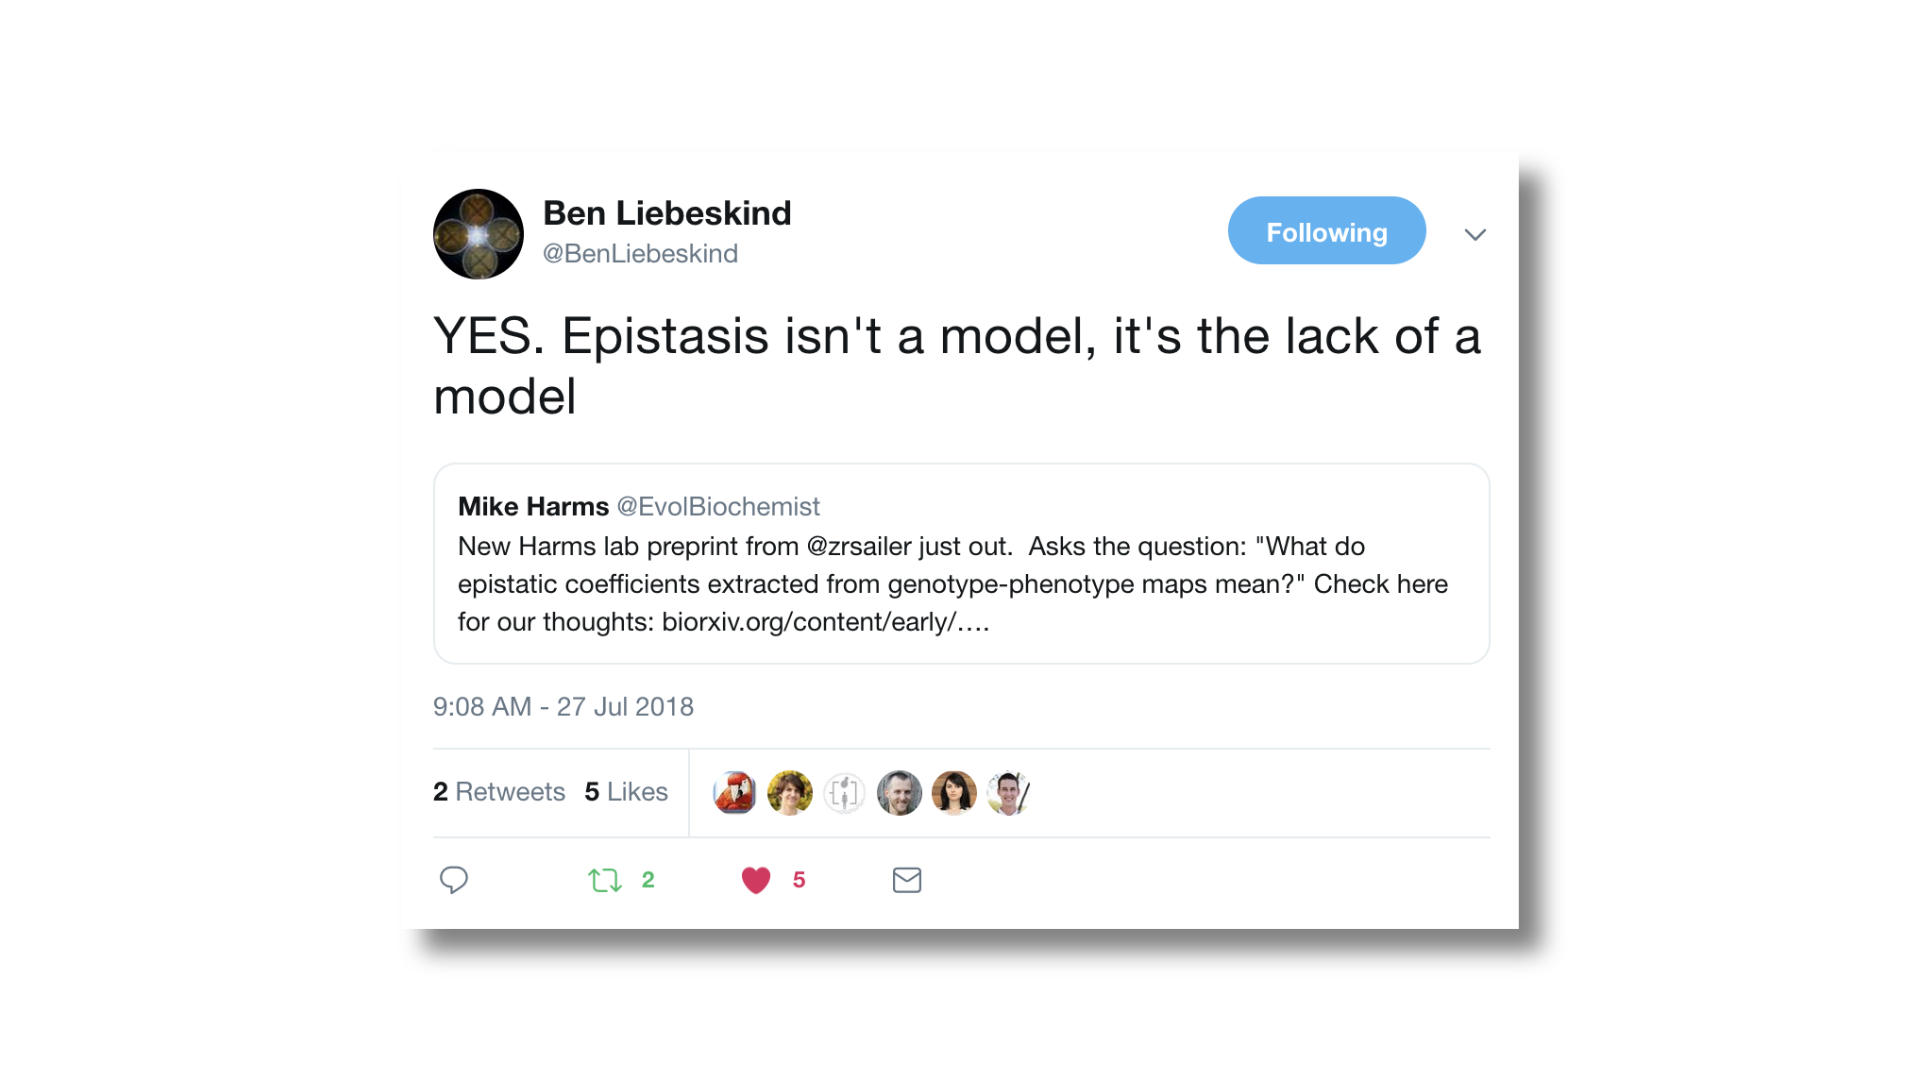 Ben Liebeskind
@BenLiebeskind
Following
YES. Epistasis isn't a model, it's the lack of a
model
Mike Harms @EvolBiochemist
New Harms lab preprint from @zrsailer just out.  Asks the question: "What do
epistatic coefficients extracted from genotype-phenotype maps mean?" Check here
for our thoughts: biorxiv.org/content/early/….
9:08 AM - 27 Jul 2018
2 Retweets 5 Likes
2 5